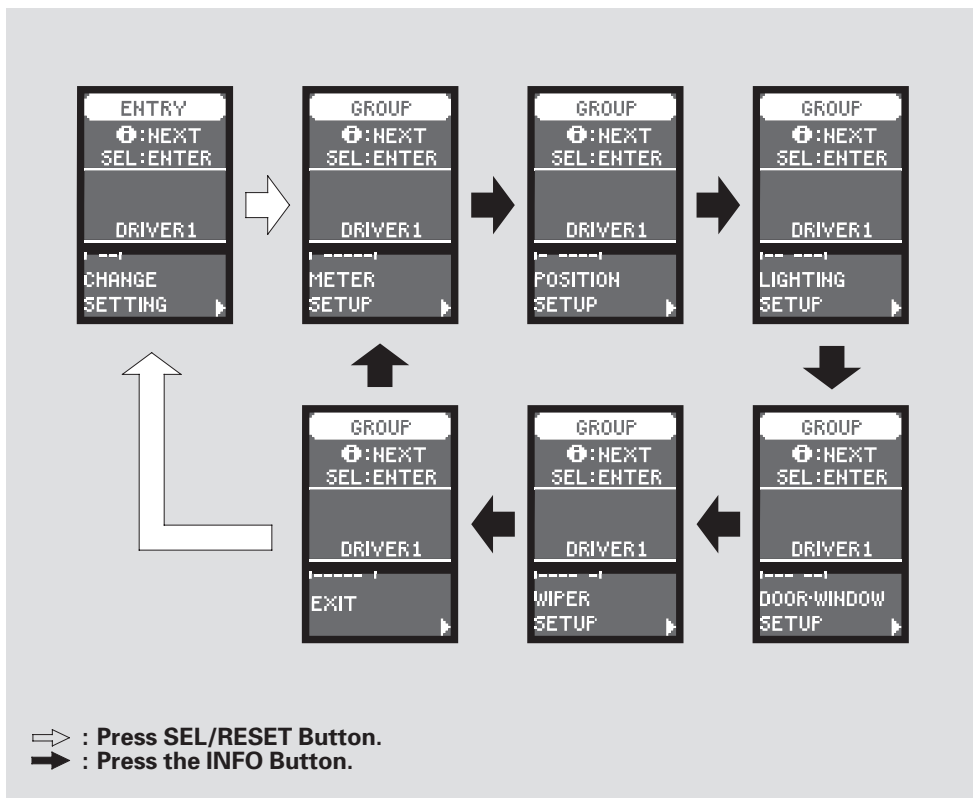 ENTRY
i:NEXT
SEL:ENTER
DRIVER1
CHANGE
SETTING
GROUP
i:NEXT
SEL:ENTER
DRIVER1
METER
SETUP
GROUP
i:NEXT
SEL:ENTER
DRIVER1
POSITION
SETUP
GROUP
i:NEXT
SEL:ENTER
DRIVER1
LIGHTING
SETUP
GROUP
i:NEXT
SEL:ENTER
DRIVER1
EXIT
GROUP
i:NEXT
SEL:ENTER
DRIVER1
WIPER
SETUP
GROUP
i:NEXT
SEL:ENTER
DRIVER1
DOOR·WINDOW
SETUP
: Press SEL/RESET Button.
: Press the INFO Button.